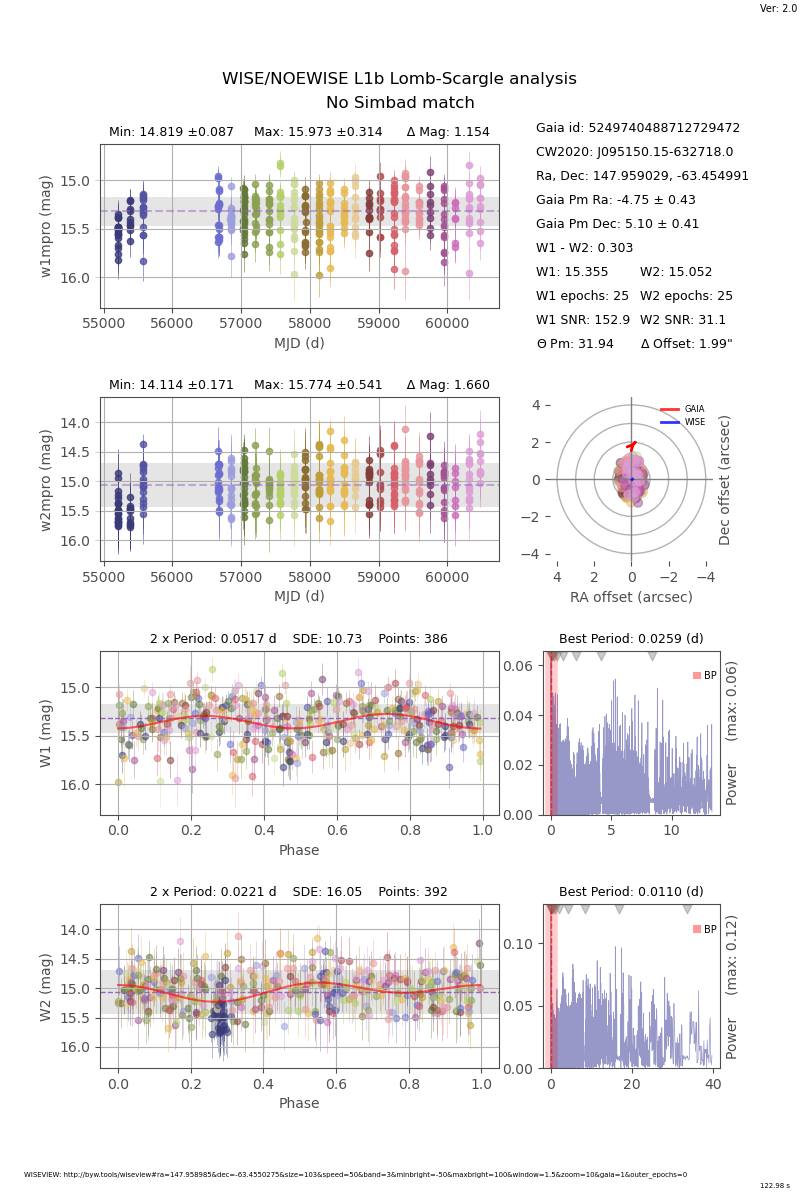 Ver: 2.0
WISE/NOEWISE L1b Lomb-Scargle analysis
No Simbad match
Min: 14.819 ±0.087 Max: 15.973 ±0.314 Δ Mag: 1.154
15.0
15.5
16.0
w1mpro (mag)
55000 56000 57000 58000 59000 60000
MJD (d)
Gaia id: 5249740488712729472
CW2020: J095150.15-632718.0
Ra, Dec: 147.959029, -63.454991
Gaia Pm Ra: -4.75 ± 0.43
Gaia Pm Dec: 5.10 ± 0.41
W1 - W2: 0.303
W1: 15.355 W2: 15.052
W1 epochs: 25 W2 epochs: 25
W1 SNR: 152.9 W2 SNR: 31.1
Θ Pm: 31.94 Δ Offset: 1.99"
Min: 14.114 ±0.171 Max: 15.774 ±0.541 Δ Mag: 1.660
14.0
14.5
15.0
15.5
16.0
w2mpro (mag)
55000 56000 57000 58000 59000 60000
MJD (d)
GAIA
WISE
4
2
0
−2
−4
4 2 0 −2 −4
RA offset (arcsec)
Dec offset (arcsec)
2 x Period: 0.0517 d SDE: 10.73 Points: 386
15.0
15.5
16.0
W1 (mag)
0.0 0.2 0.4 0.6 0.8 1.0
Phase
Best Period: 0.0259 (d)
BP
0.06
0.04
0.02
0.00
0 5 10
Power (max: 0.06)
2 x Period: 0.0221 d SDE: 16.05 Points: 392
14.0
14.5
15.0
15.5
16.0
W2 (mag)
0.0 0.2 0.4 0.6 0.8 1.0
Phase
Best Period: 0.0110 (d)
BP
0.10
0.05
0.00
0 20 40
Power (max: 0.12)
WISEVIEW: http://byw.tools/wiseview#ra=147.958985&dec=-63.4550275&size=103&speed=50&band=3&minbright=-50&maxbright=100&window=1.5&zoom=10&gaia=1&outer_epochs=0
122.98 s